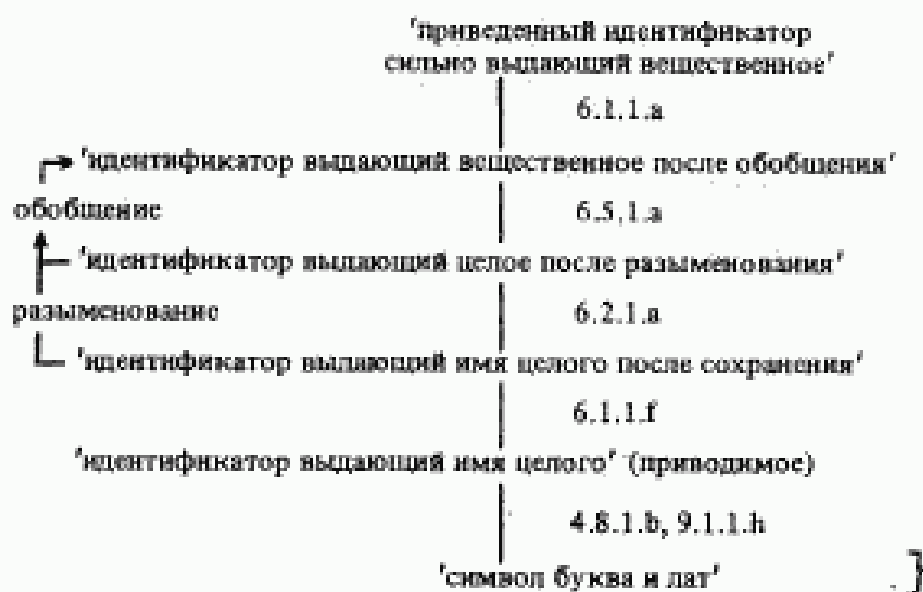 'приведенный идентификатор
сильно выдающий вещественное'
6.1.1.a
'идентификатор выдающий вещественное после обобщения'
обобщение
6.5.1.a
'идентификатор выдающий целое после разыменования'
разыменование
6.2.1.a
'идентификатор выдающий имя целого после сохранения'
6.1.1.f
'идентификатор выдающий имя целого' (приводимое)
4.8.1.b, 9.1.1.h
'символ буква и лат' . }